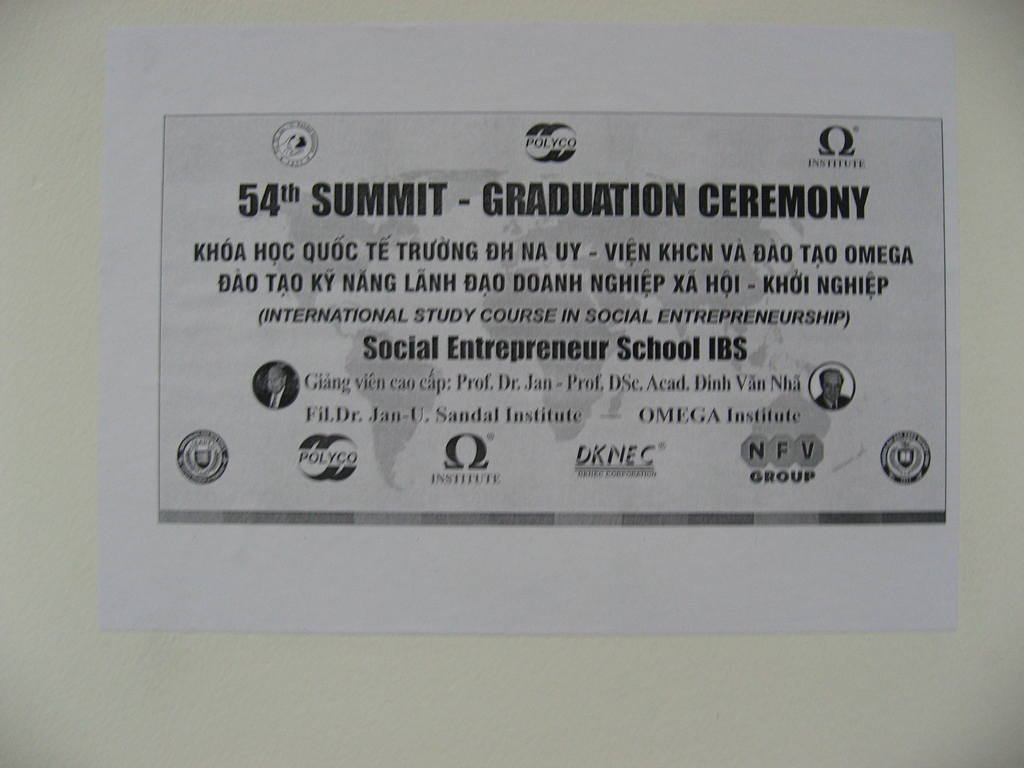 POLYCO
Ω® INSTITUTE
54th SUMMIT - GRADUATION CEREMONY
KHÓA HỌC QUỐC TẾ TRƯỜNG ĐH NA UY - VIỆN KHCN VÀ ĐÀO TẠO OMEGA
ĐÀO TẠO KỸ NĂNG LÃNH ĐẠO DOANH NGHIỆP XÃ HỘI - KHỞI NGHIỆP
(INTERNATIONAL STUDY COURSE IN SOCIAL ENTREPRENEURSHIP)
Social Entrepreneur School IBS
Giảng viên cao cấp: Prof. Dr. Jan - Prof. DSc. Acad. Đinh Văn Nhã
Fil.Dr. Jan-U. Sandal Institute — OMEGA Institute
POLYCO
Ω® INSTITUTE
DKNEC®
DKNEC CORPORATION
NFV
GROUP